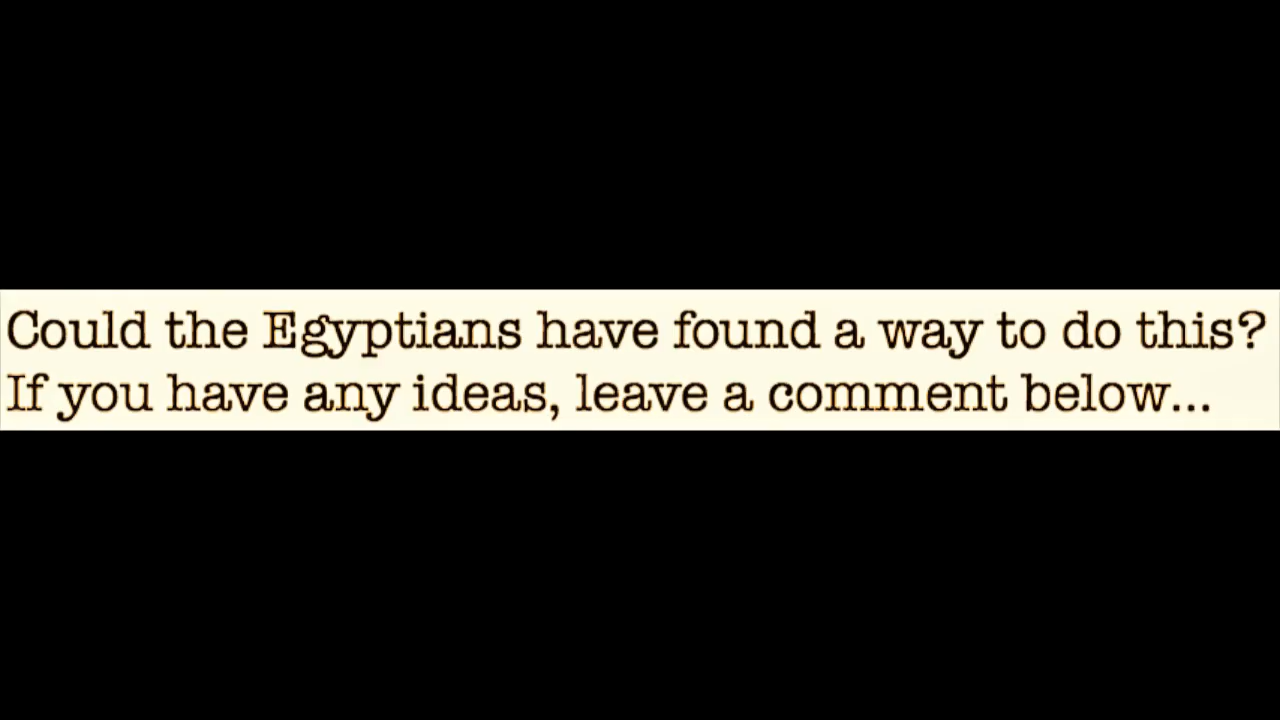 Could the Egyptians have found a way to do this?
If you have any ideas, leave a comment below...